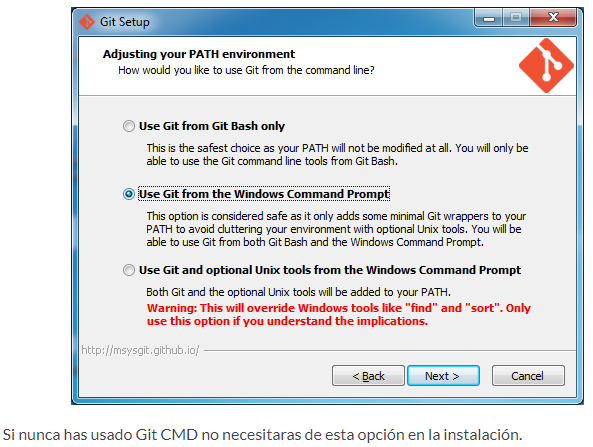 Git Setup
Adjusting your PATH environment
How would you like to use Git from the command line?
Use Git from Git Bash only
This is the safest choice as your PATH will not be modified at all. You will only be
able to use the Git command line tools from Git Bash.
Use Git from the Windows Command Prompt
This option is considered safe as it only adds some minimal Git wrappers to your
PATH to avoid cluttering your environment with optional Unix tools. You will be
able to use Git from both Git Bash and the Windows Command Prompt.
Use Git and optional Unix tools from the Windows Command Prompt
Both Git and the optional Unix tools will be added to your PATH.
Warning: This will override Windows tools like "find" and "sort". Only
use this option if you understand the implications.
http://msysgit.github.io/
< Back Next > Cancel
Si nunca has usado Git CMD no necesitaras de esta opción en la instalación.